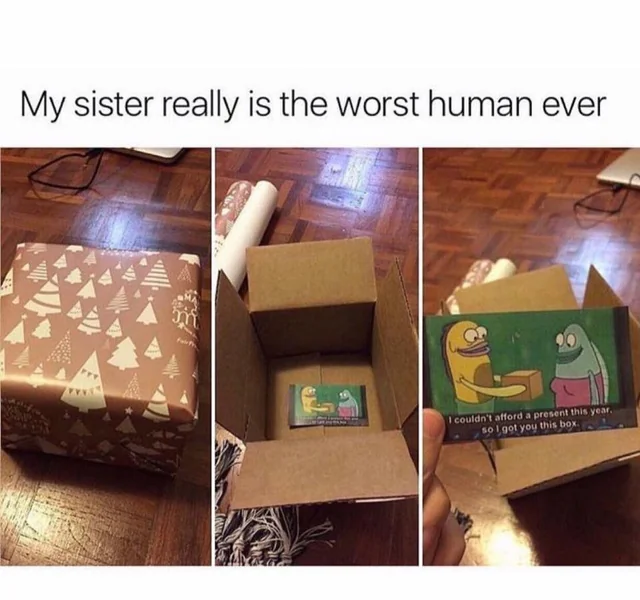 My sister really is the worst human ever
I couldn't afford a present this year,
so I got you this box.